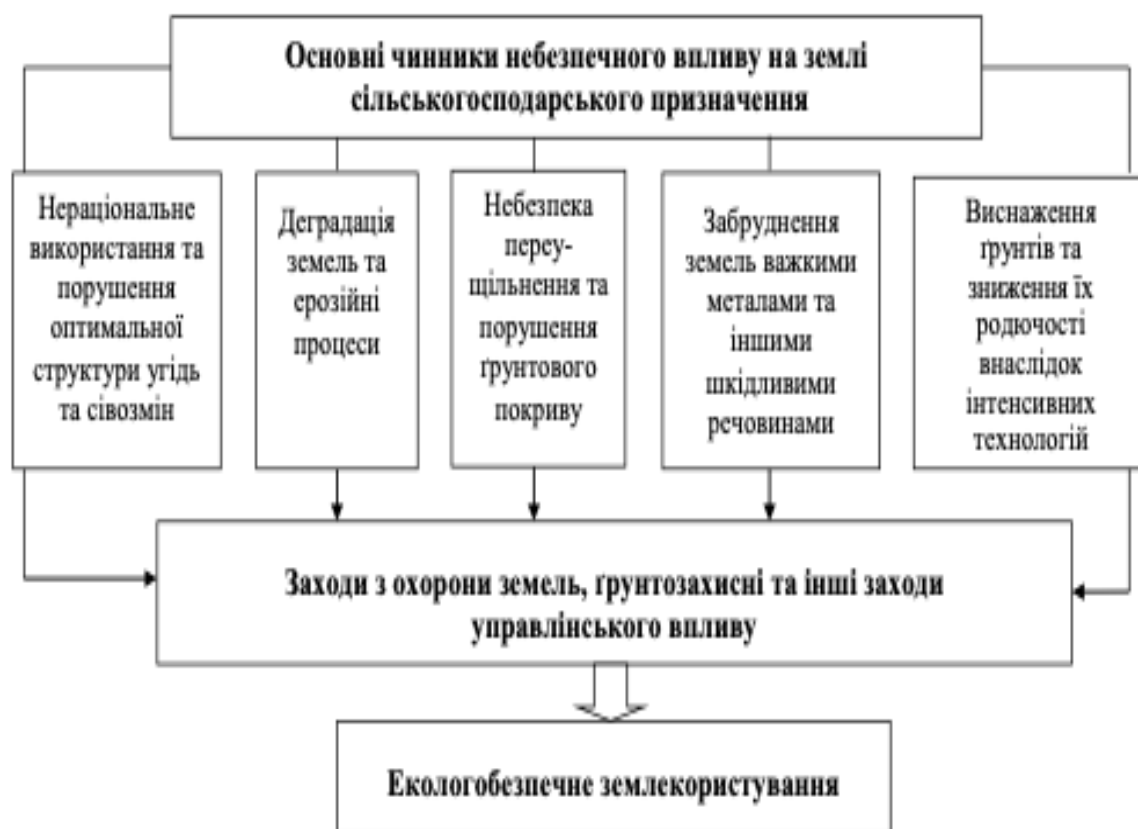 Основні чинники небезпечного впливу на землі
сільськогосподарського призначення
Нераціональне
використання та
порушення
оптимальної
структури угідь
та сівозмін
Деградація
земель та
ерозійні
процеси
Небезпека
переу-
щільнення та
порушення
ґрунтового
покриву
Забруднення
земель важкими
металами та
іншими
шкідливими
речовинами
Виснаження
ґрунтів та
зниження їх
родючості
внаслідок
інтенсивних
технологій
Заходи з охорони земель, ґрунтозахисні та інші заходи
управлінського впливу
Екологобезпечне землекористування